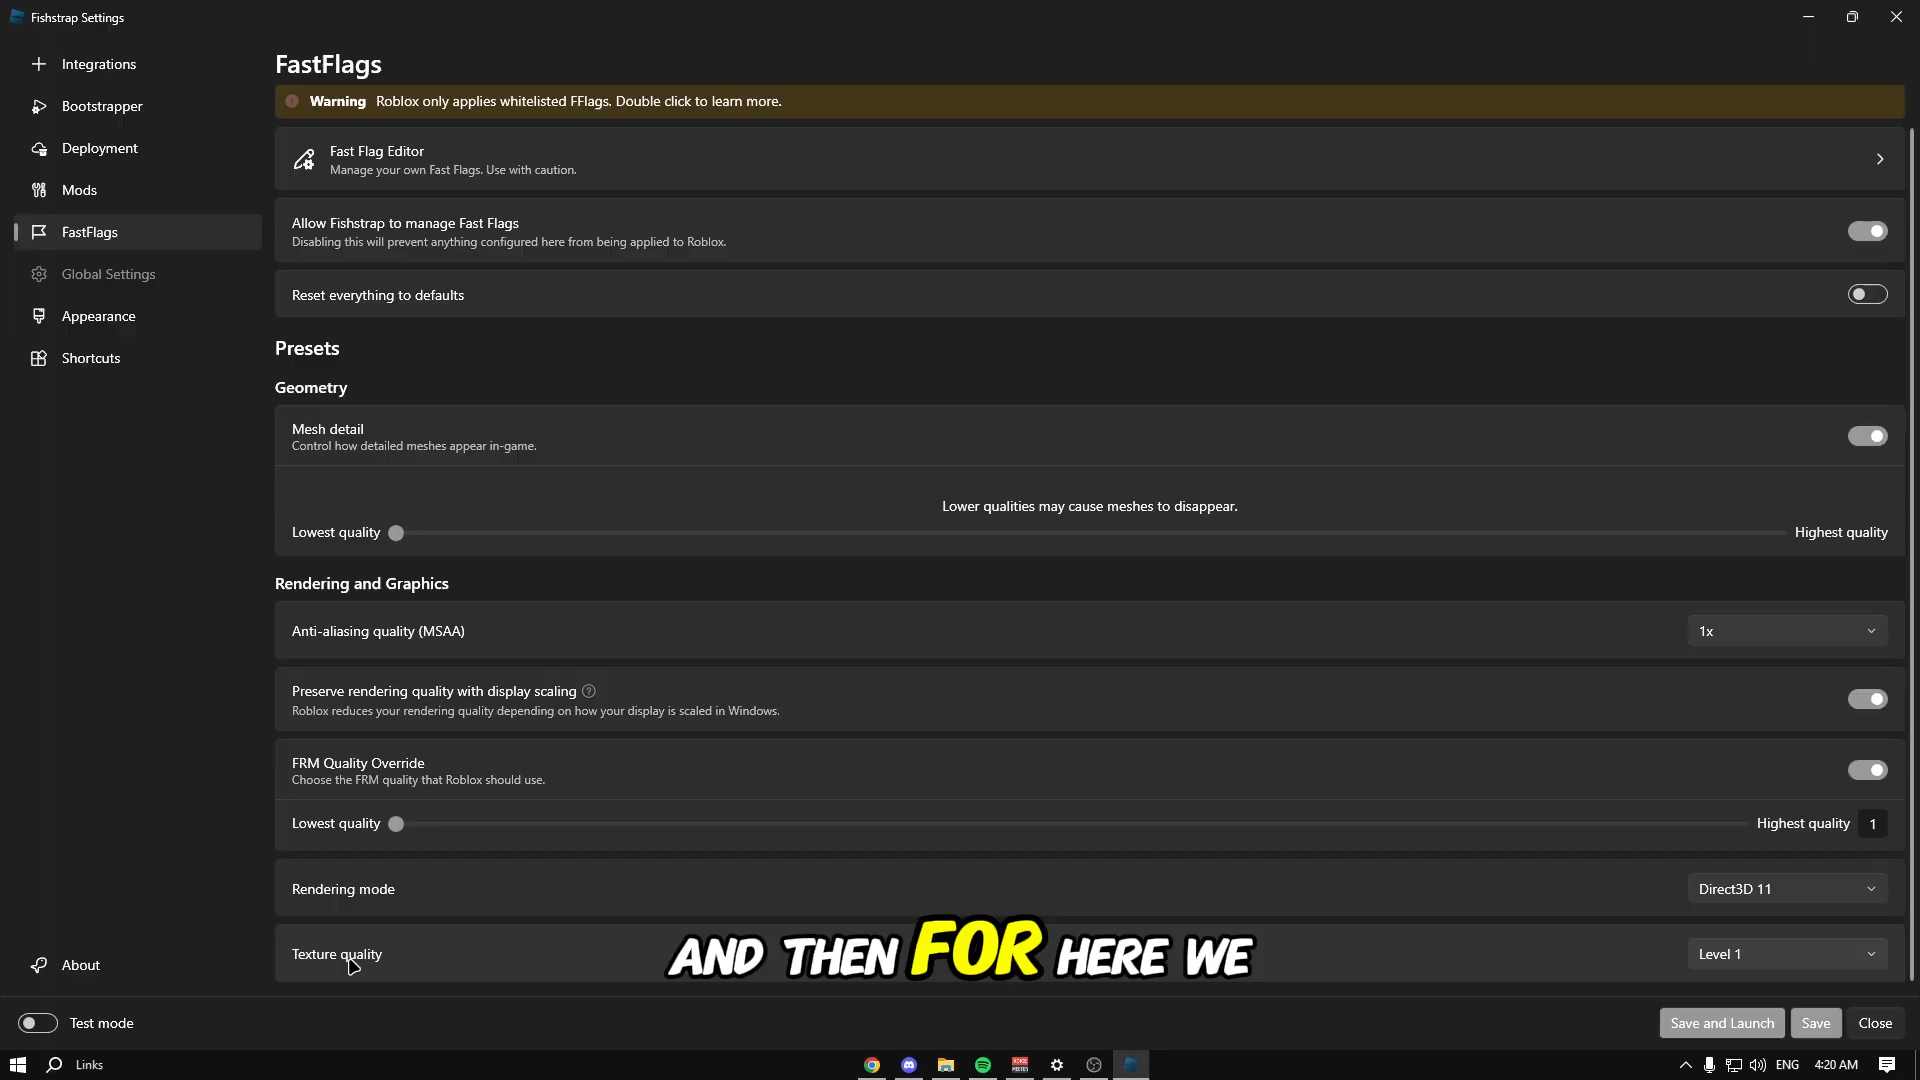 Fishstrap Settings
Integrations
Bootstrapper
Deployment
Mods
FastFlags
Global Settings
Appearance
Shortcuts
About
Test mode
FastFlags
Warning Roblox only applies whitelisted FFlags. Double click to learn more.
Fast Flag Editor
Manage your own Fast Flags. Use with caution.
Allow Fishstrap to manage Fast Flags
Disabling this will prevent anything configured here from being applied to Roblox.
Reset everything to defaults
Presets
Geometry
Mesh detail
Control how detailed meshes appear in-game.
Lower qualities may cause meshes to disappear.
Lowest quality Highest quality
Rendering and Graphics
Anti-aliasing quality (MSAA) 1x
Preserve rendering quality with display scaling ?
Roblox reduces your rendering quality depending on how your display is scaled in Windows.
FRM Quality Override
Choose the FRM quality that Roblox should use.
Lowest quality Highest quality 1
Rendering mode Direct3D 11
Texture quality Level 1
AND THEN FOR HERE WE
Save and Launch Save Close
Links
ENG 4:20 AM